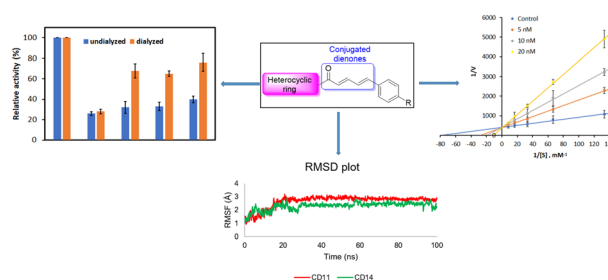 Relative activity (%)
100
80
60
40
20
0
undialyzed dialyzed
Conjugated
dienones
Heterocyclic
ring
O
R
1/V
6000
5000
4000
3000
2000
1000
0
-80 -60 -40 -20 0 20 40 60 80 100 120 14
1/[S] , mM-1
Control
5 nM
10 nM
20 nM
RMSD plot
RMSF (Å)
4
3
2
1
0
0 20 40 60 80 100
Time (ns)
CD11 CD14